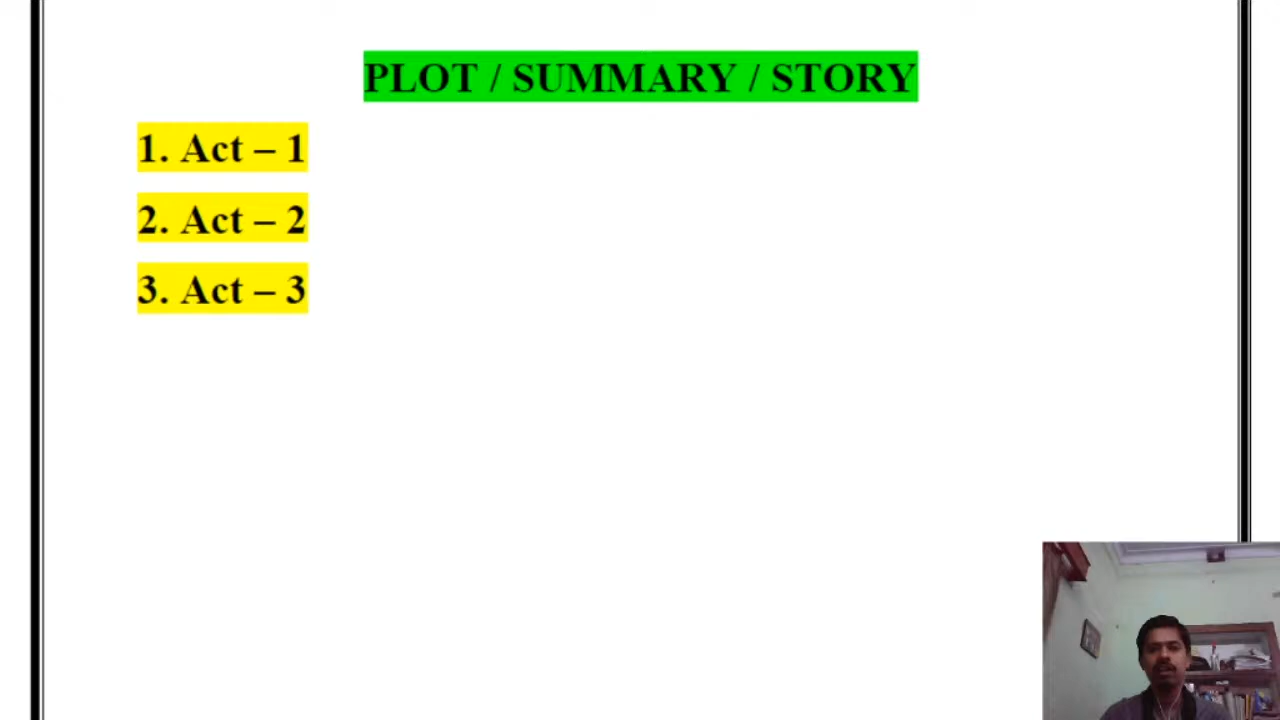 PLOT / SUMMARY / STORY
1. Act – 1
2. Act – 2
3. Act – 3